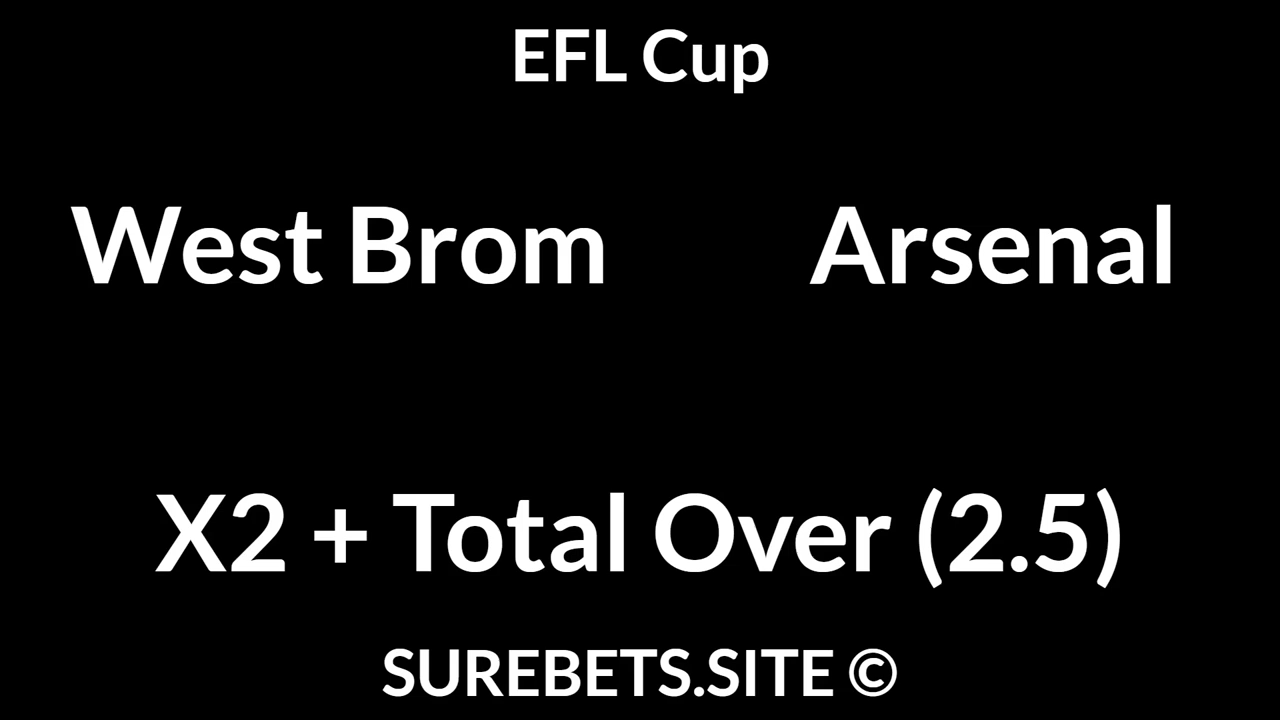 EFL Cup
West Brom Arsenal
X2 + Total Over (2.5)
SUREBETS.SITE ©